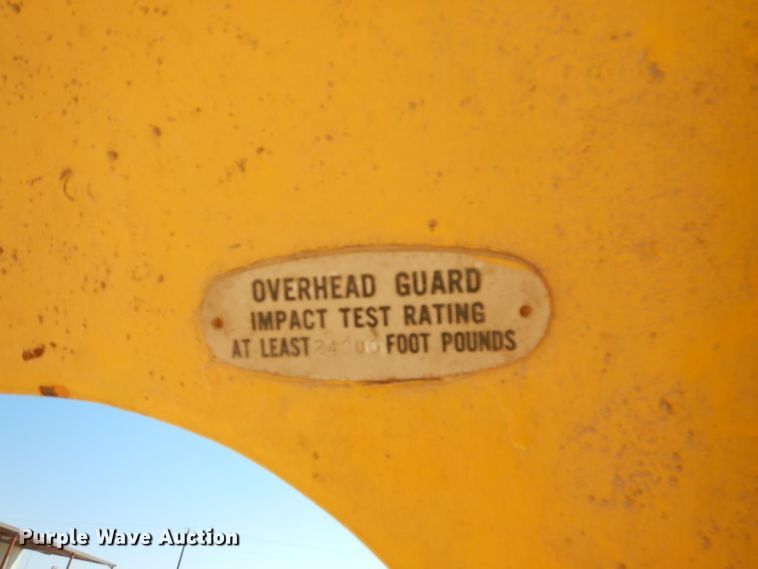 OVERHEAD GUARD
IMPACT TEST RATING
AT LEAST FOOT POUNDS
Purple Wave Auction